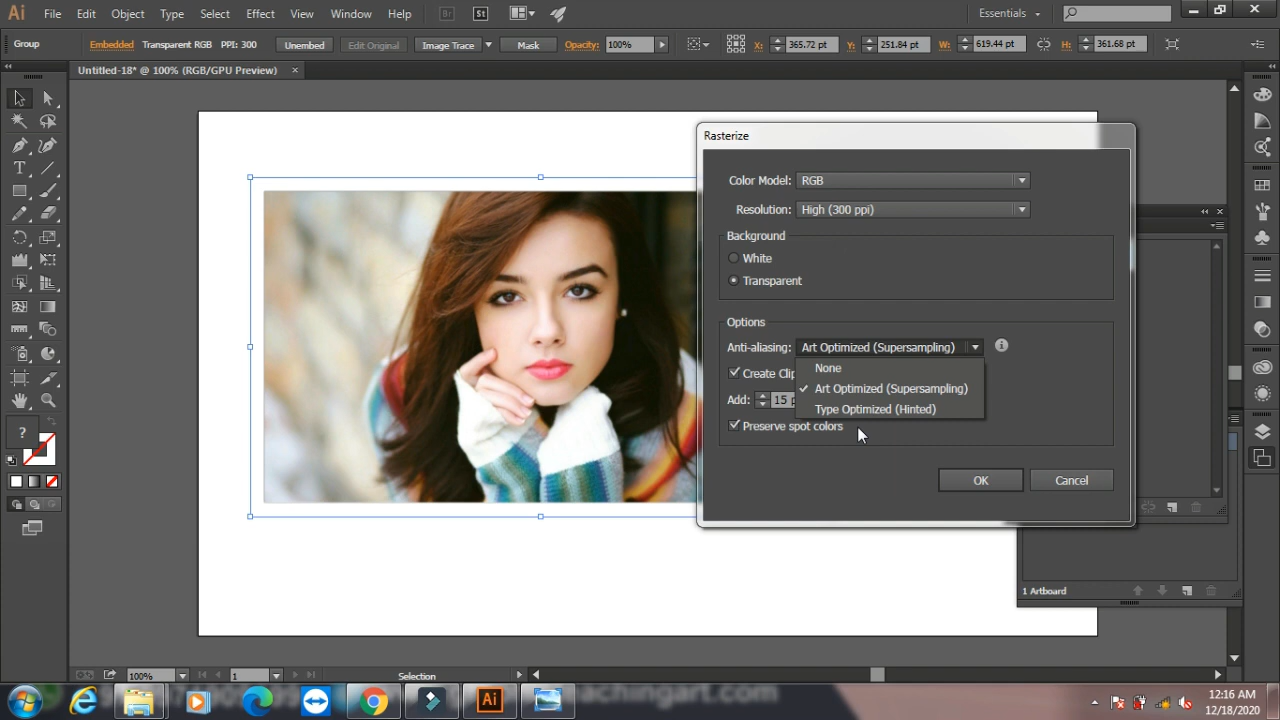 Ai File Edit Object Type Select Effect View Window Help Br St Essentials
Group Embedded Transparent RGB PPI: 300 Unembed Edit Original Image Trace Mask Opacity: 100% X: 365.72 pt Y: 251.84 pt W: 619.44 pt H: 361.68 pt
Untitled-18* @ 100% (RGB/GPU Preview) ×
Rasterize
Color Model: RGB
Resolution: High (300 ppi)
Background
White
Transparent
Options
Anti-aliasing: Art Optimized (Supersampling)
None
Create Clip
Art Optimized (Supersampling)
Add: 15 p
Type Optimized (Hinted)
Preserve spot colors
?
OK Cancel
1 Artboard
100% 1 Selection
Ai
12:16 AM
12/18/2020